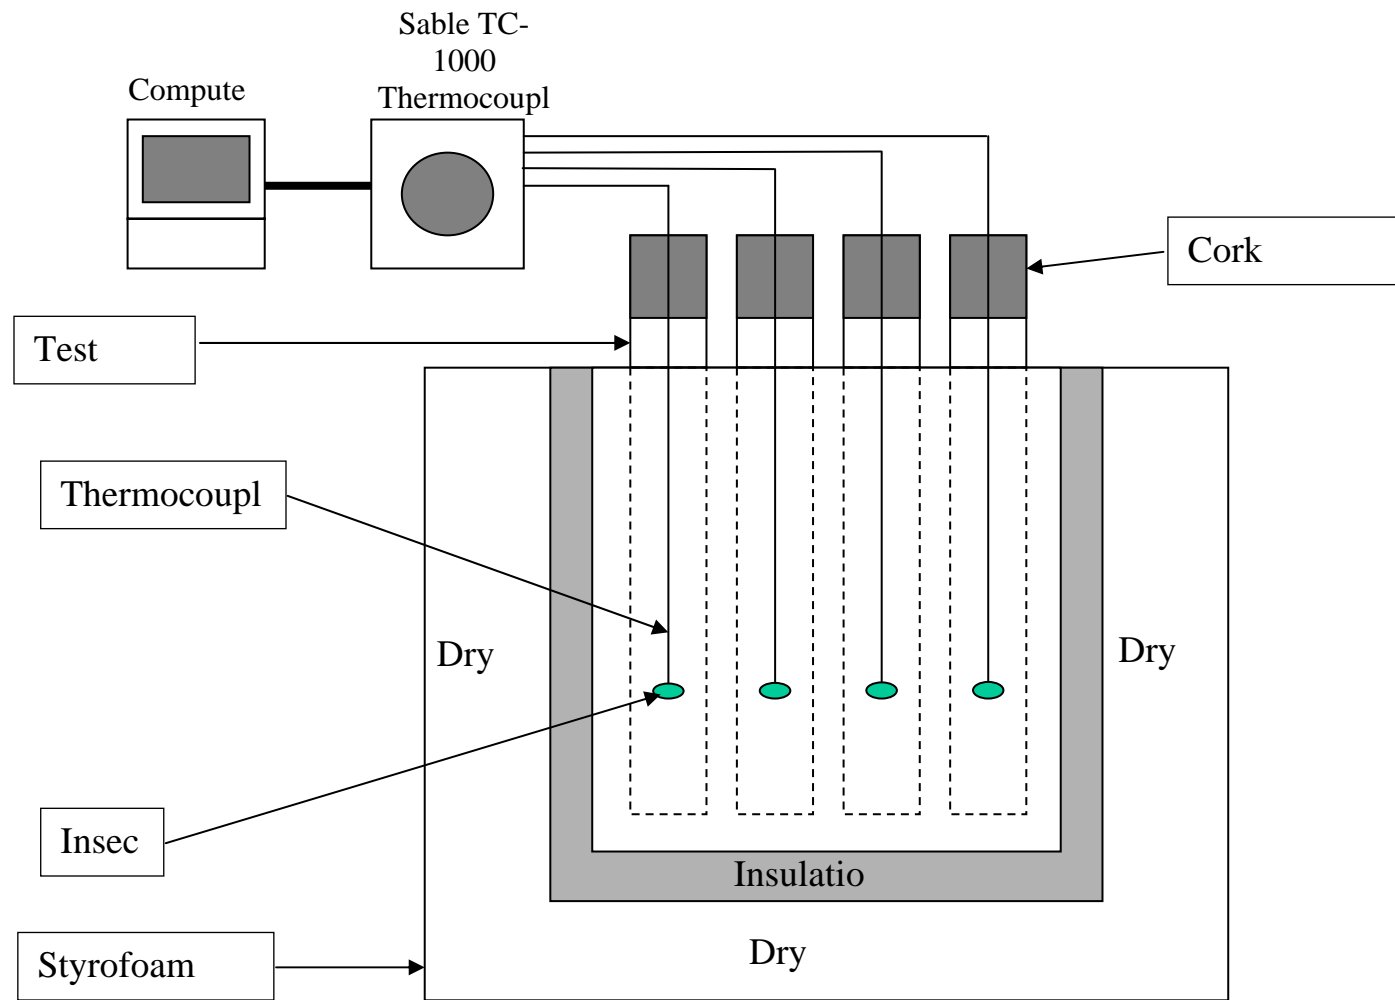 Sable TC-
1000
Thermocoupl
Compute
Cork
Test
Thermocoupl
Dry
Dry
Insec
Insulatio
Dry
Styrofoam